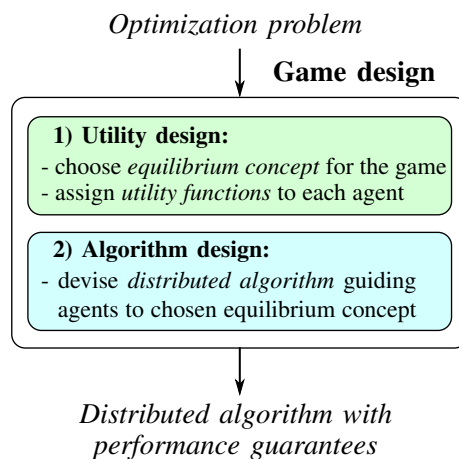 Optimization problem
Game design
1) Utility design:
- choose equilibrium concept for the game
- assign utility functions to each agent
2) Algorithm design:
- devise distributed algorithm guiding
agents to chosen equilibrium concept
Distributed algorithm with
performance guarantees